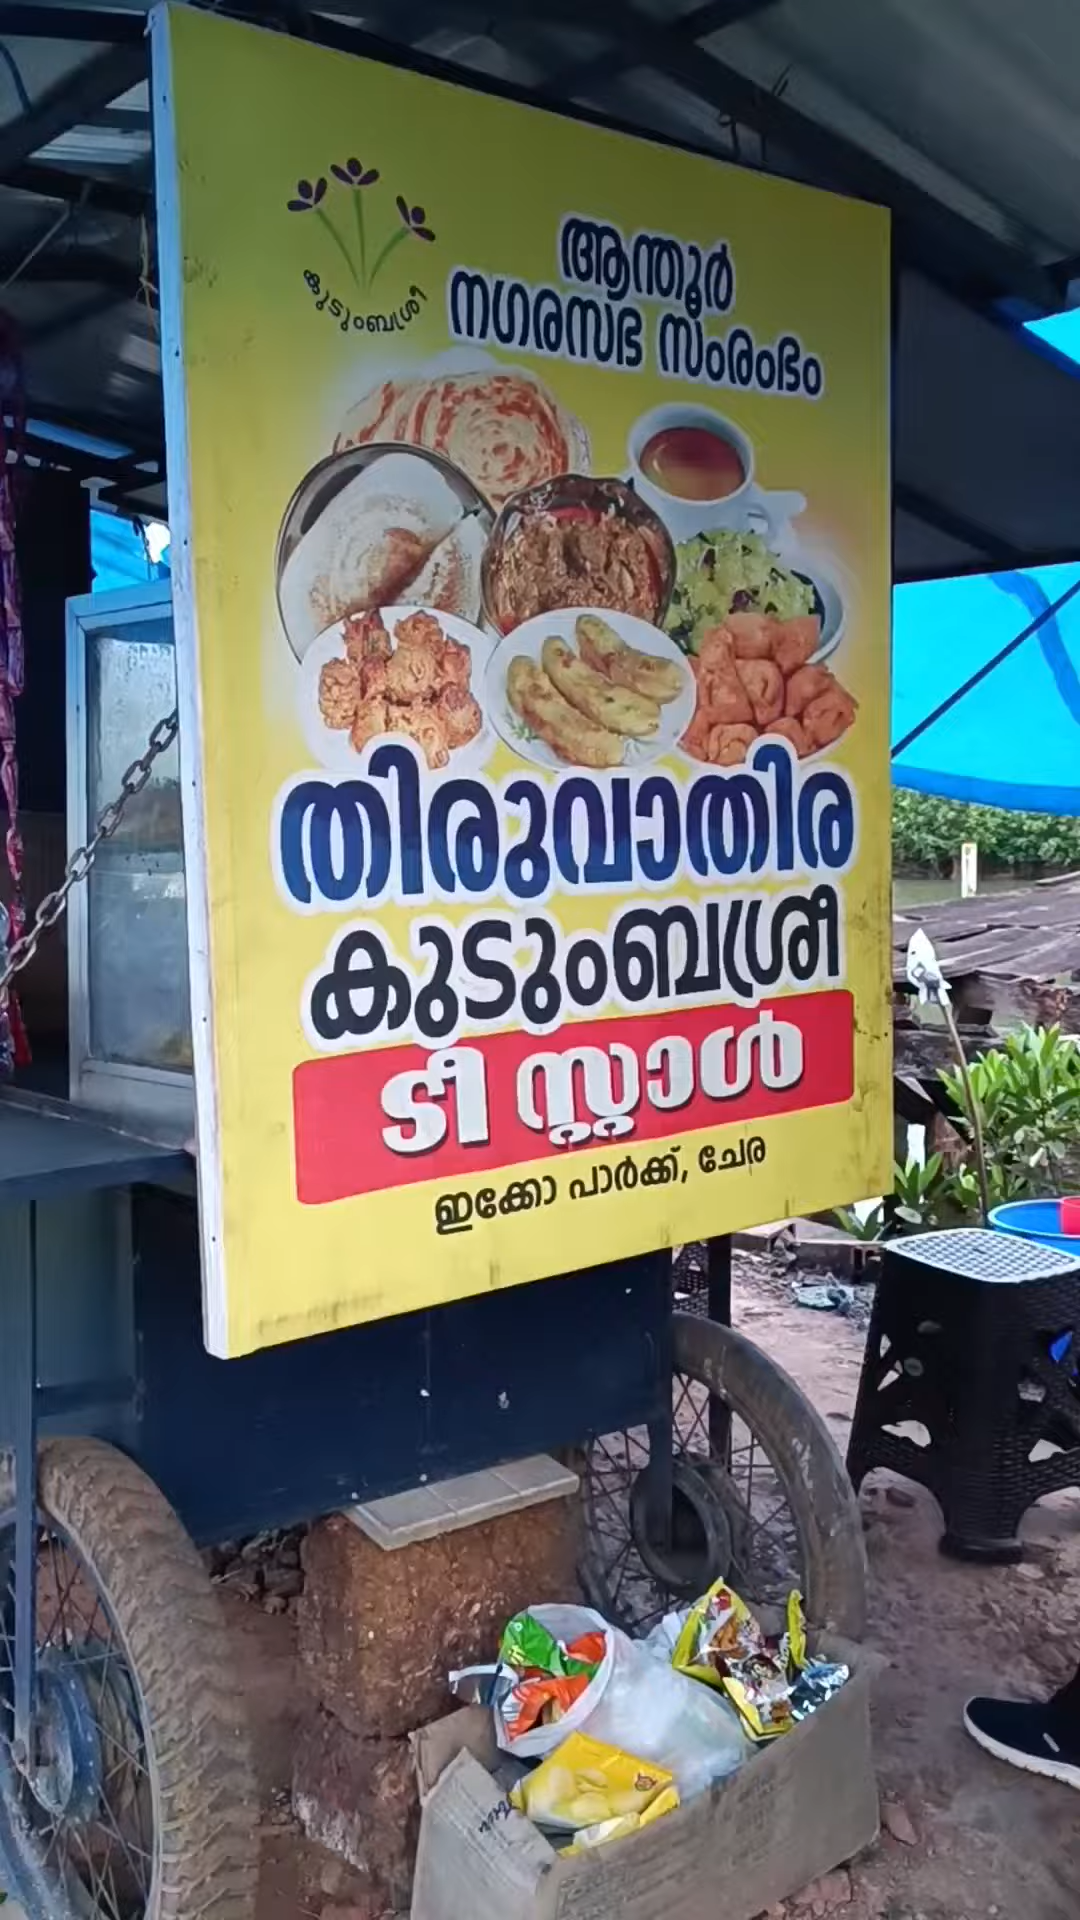 കുടുംബശ്രീ
ആന്തൂർ
നഗരസഭ സംരംഭം
തിരുവാതിര
കുടുംബശ്രീ
ടീ സ്റ്റാൾ
ഇക്കോ പാർക്ക്, ചേര